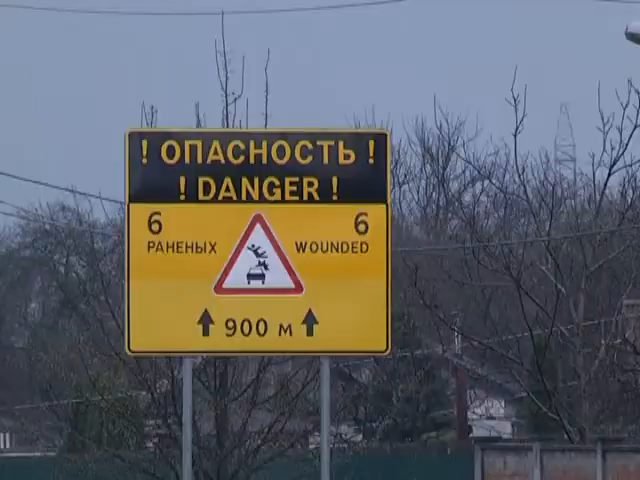 ! ОПАСНОСТЬ !
! DANGER !
6 6
РАНЕНЫХ WOUNDED
900 м